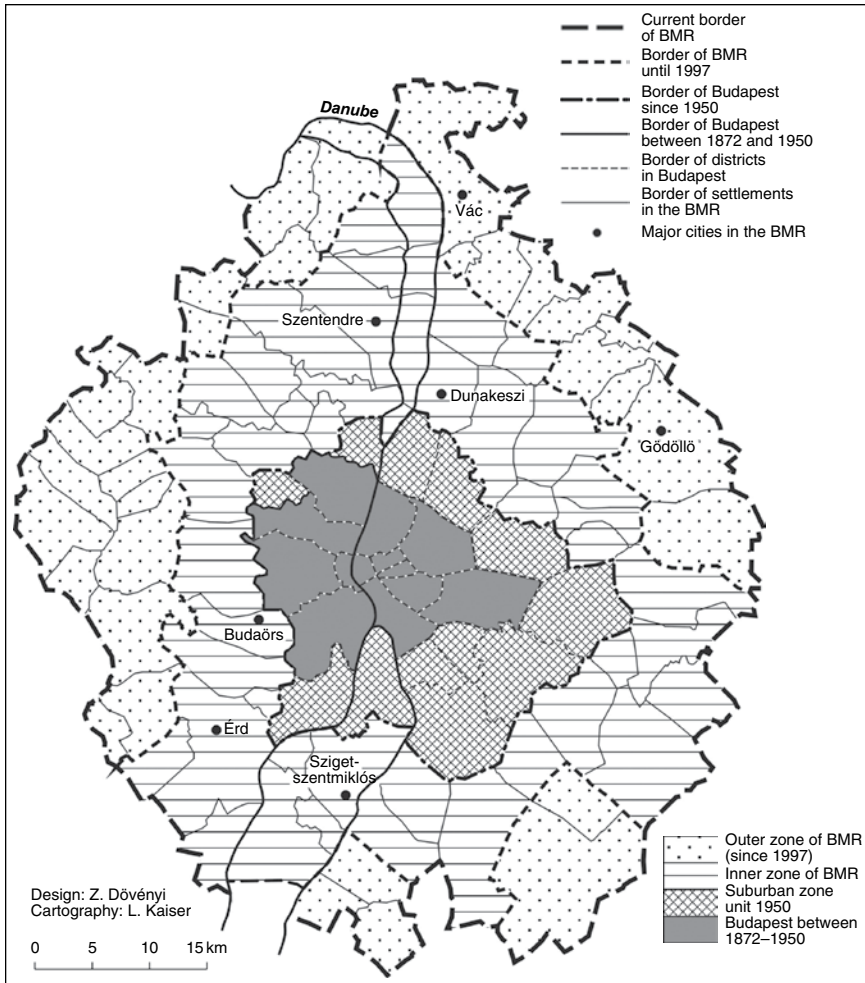 Current border
of BMR
Border of BMR
until 1997
Border of Budapest
since 1950
Border of Budapest
between 1872 and 1950
Border of districts
in Budapest
Border of settlements
in the BMR
Major cities in the BMR
Danube
Vác
Szentendre
Dunakeszi
Gődöllö
Budaörs
Érd
Sziget-
szentmiklós
Outer zone of BMR
(since 1997)
Inner zone of BMR
Suburban zone
unit 1950
Budapest between
1872–1950
Design: Z. Dövényi
Cartography: L. Kaiser
0 5 10 15 km